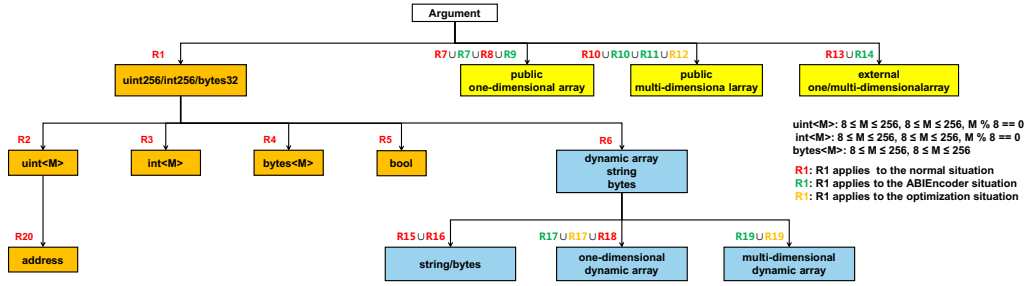 Argument
R1
R7∪R7∪R8∪R9
R10∪R10∪R11∪R12
R13∪R14
uint256/int256/bytes32
public
one-dimensional array
public
multi-dimensiona larray
external
one/multi-dimensionalarray
uint<M>: 8 ≤ M ≤ 256, 8 ≤ M ≤ 256, M % 8 == 0
int<M>: 8 ≤ M ≤ 256, 8 ≤ M ≤ 256, M % 8 == 0
bytes<M>: 8 ≤ M ≤ 256, 8 ≤ M ≤ 256
R1: R1 applies to the normal situation
R1: R1 applies to the ABIEncoder situation
R1: R1 applies to the optimization situation
R2
R3
R4
R5
R6
uint<M>
int<M>
bytes<M>
bool
dynamic array
string
bytes
R20
R15∪R16
R17∪R17∪R18
R19∪R19
address
string/bytes
one-dimensional
dynamic array
multi-dimensional
dynamic array